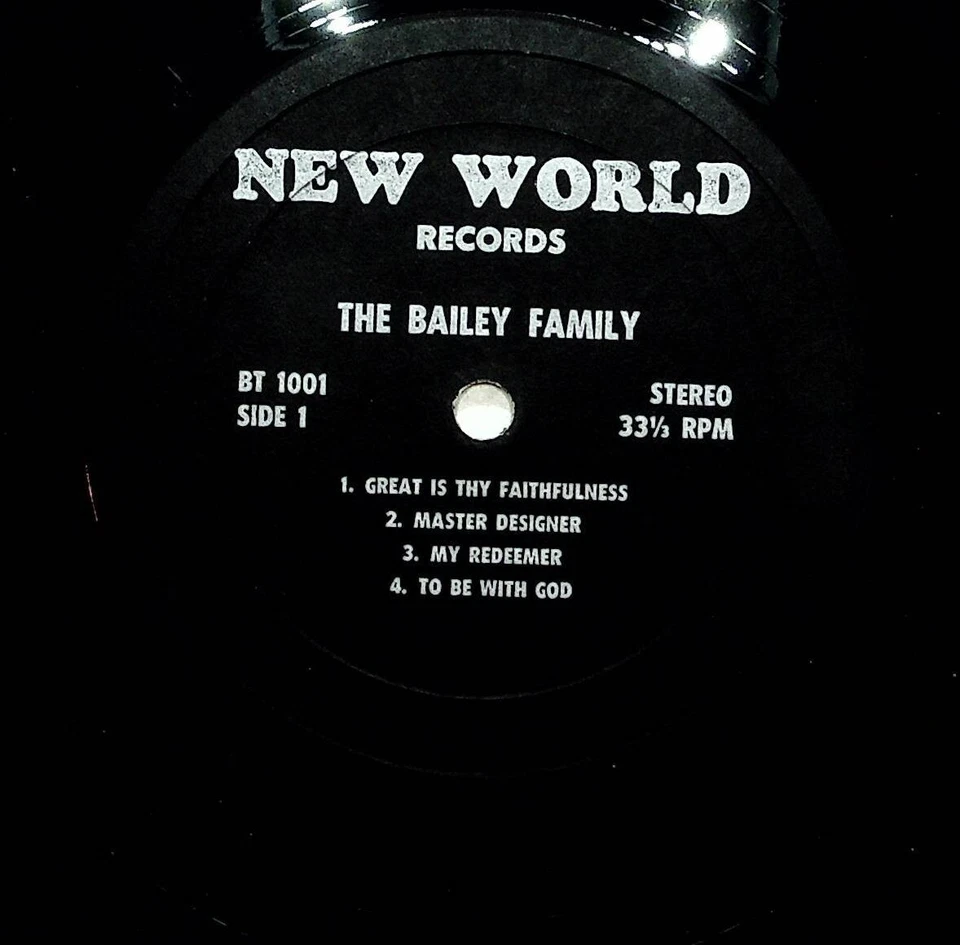 NEW WORLD
RECORDS
THE BAILEY FAMILY
BT 1001
SIDE 1
STEREO
33⅓ RPM
1. GREAT IS THY FAITHFULNESS
2. MASTER DESIGNER
3. MY REDEEMER
4. TO BE WITH GOD